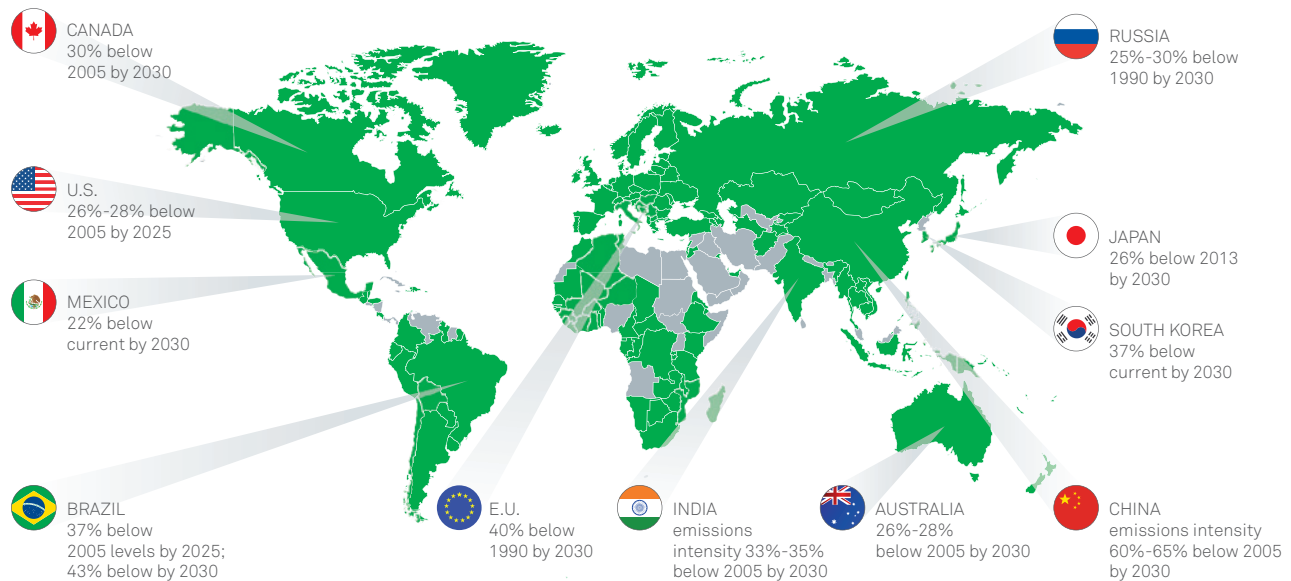 CANADA
30% below
2005 by 2030
RUSSIA
25%-30% below
1990 by 2030
U.S.
26%-28% below
2005 by 2025
JAPAN
26% below 2013
by 2030
MEXICO
22% below
current by 2030
SOUTH KOREA
37% below
current by 2030
BRAZIL
37% below
2005 levels by 2025;
43% below by 2030
E.U.
40% below
1990 by 2030
INDIA
emissions
intensity 33%-35%
below 2005 by 2030
AUSTRALIA
26%-28%
below 2005 by 2030
CHINA
emissions intensity
60%-65% below 2005
by 2030